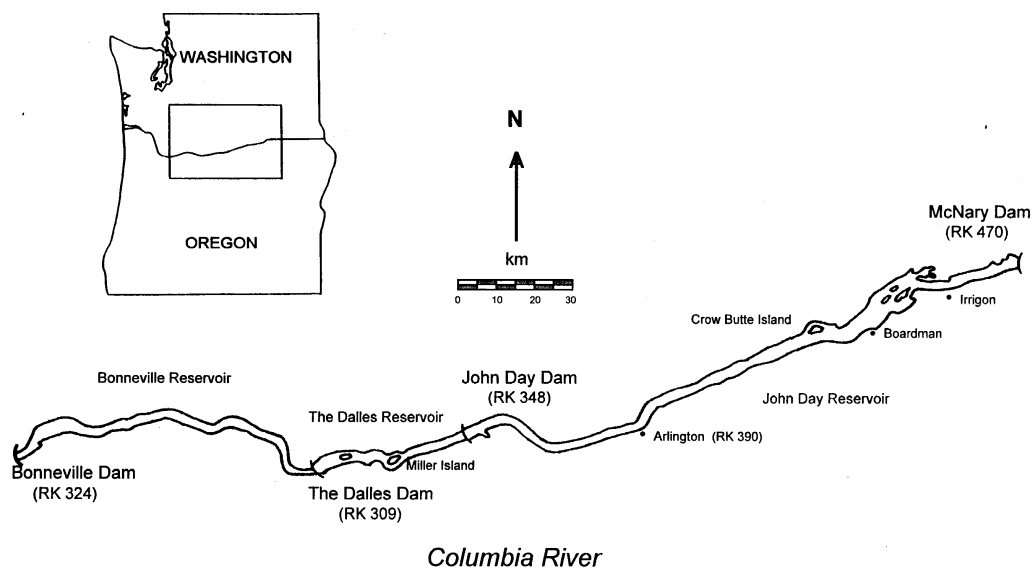 WASHINGTON
OREGON
N
km
0 10 20 30
McNary Dam
(RK 470)
Irrigon
Crow Butte Island
Boardman
Bonneville Reservoir
John Day Dam
(RK 348)
John Day Reservoir
The Dalles Reservoir
Arlington (RK 390)
Miller Island
Bonneville Dam
(RK 324)
The Dalles Dam
(RK 309)
Columbia River